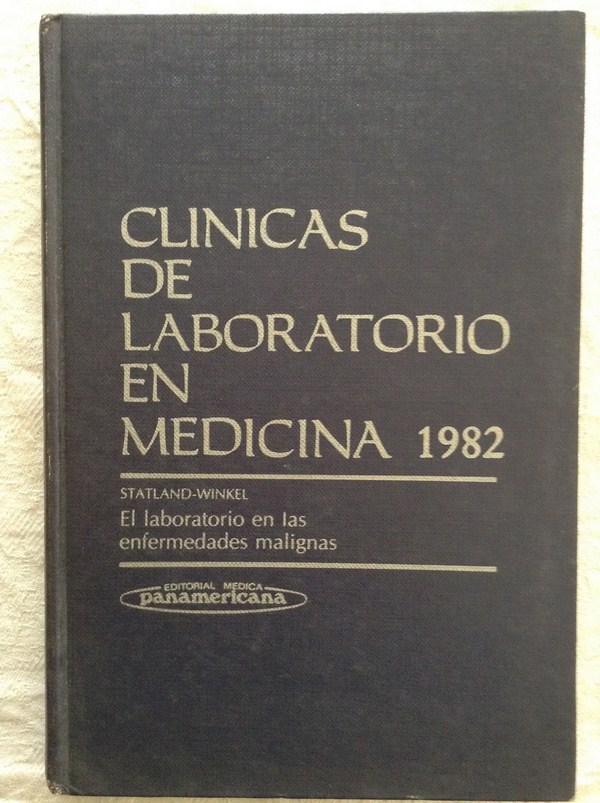 CLINICAS
DE
LABORATORIO
EN
MEDICINA 1982
STATLAND-WINKEL
El laboratorio en las
enfermedades malignas
EDITORIAL MEDICA
panamericana